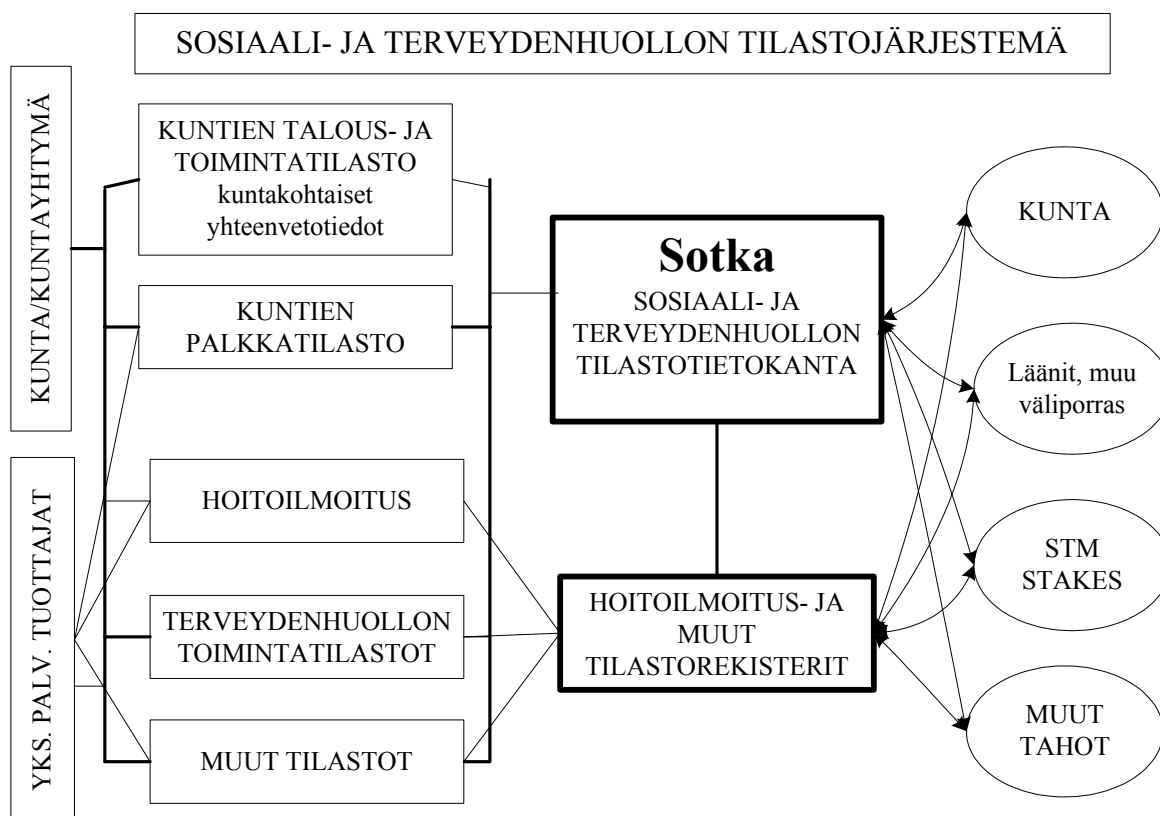 SOSIAALI- JA TERVEYDENHUOLLON TILASTOJÄRJESTEMÄ
KUNTA/KUNTAYHTYMÄ
YKS. PALV. TUOTTAJAT
KUNTIEN TALOUS- JA
TOIMINTATILASTO
kuntakohtaiset
yhteenvetotiedot
KUNTIEN
PALKKATILASTO
HOITOILMOITUS
TERVEYDENHUOLLON
TOIMINTATILASTOT
MUUT TILASTOT
Sotka
SOSIAALI- JA
TERVEYDENHUOLLON
TILASTOTIETOKANTA
HOITOILMOITUS- JA
MUUT
TILASTOREKISTERIT
KUNTA
Läänit, muu
väliporras
STM
STAKES
MUUT
TAHOT